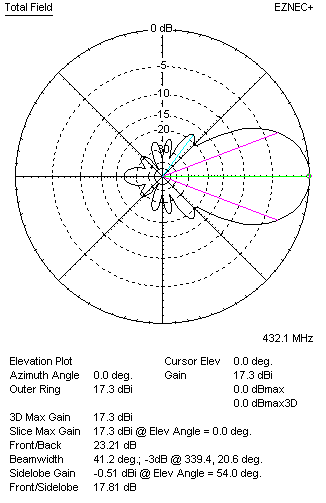 Total Field
EZNEC+
0 dB
-5
-10
-15
-20
-30
432.1 MHz
Elevation Plot
Cursor Elev 0.0 deg.
Azimuth Angle 0.0 deg.
Gain 17.3 dBi
Outer Ring 17.3 dBi
0.0 dBmax
0.0 dBmax3D
3D Max Gain 17.3 dBi
Slice Max Gain 17.3 dBi @ Elev Angle = 0.0 deg.
Front/Back 23.21 dB
Beamwidth 41.2 deg.; -3dB @ 339.4, 20.6 deg.
Sidelobe Gain -0.51 dBi @ Elev Angle = 54.0 deg.
Front/Sidelobe 17.81 dB